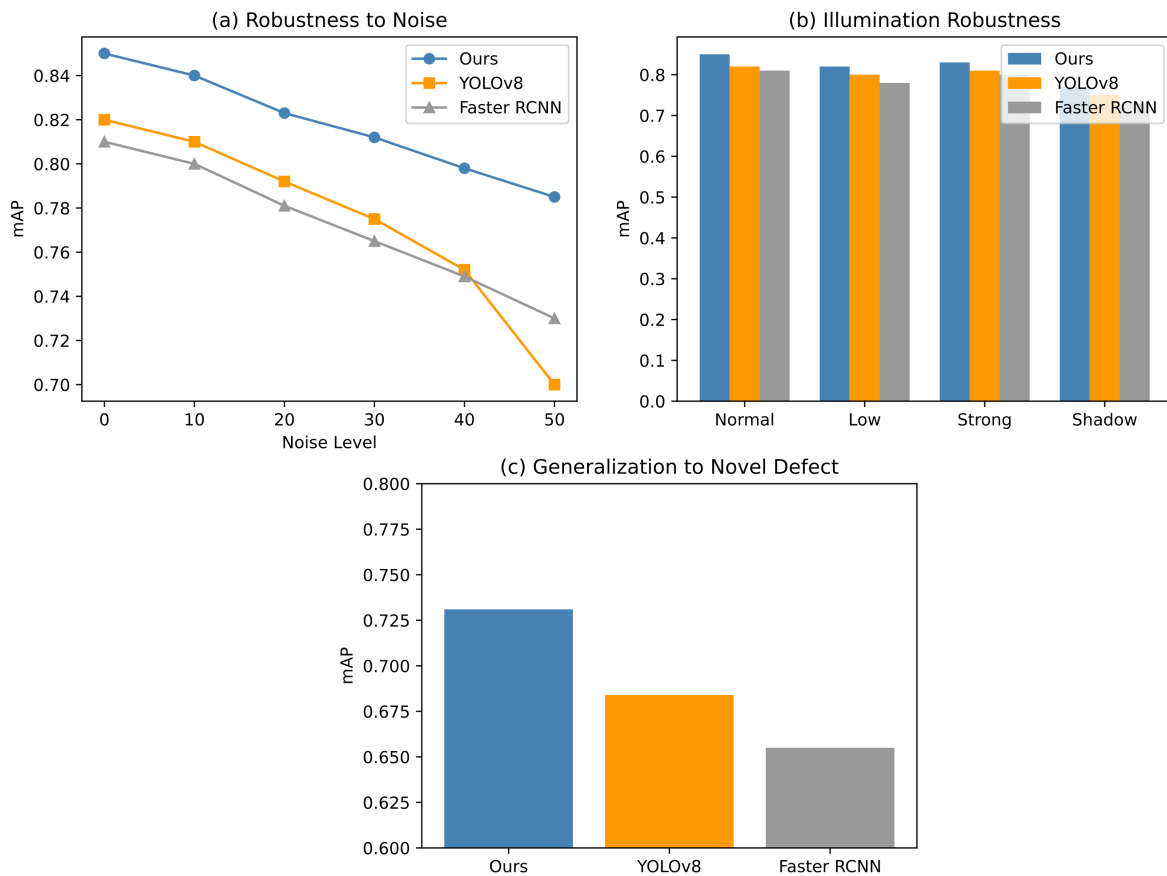 (a) Robustness to Noise
mAP
0.84
0.82
0.80
0.78
0.76
0.74
0.72
0.70
0 10 20 30 40 50
Noise Level
Ours
YOLOv8
Faster RCNN
(b) Illumination Robustness
mAP
0.8
0.7
0.6
0.5
0.4
0.3
0.2
0.1
0.0
Normal Low Strong Shadow
Ours
YOLOv8
Faster RCNN
(c) Generalization to Novel Defect
mAP
0.800
0.775
0.750
0.725
0.700
0.675
0.650
0.625
0.600
Ours YOLOv8 Faster RCNN